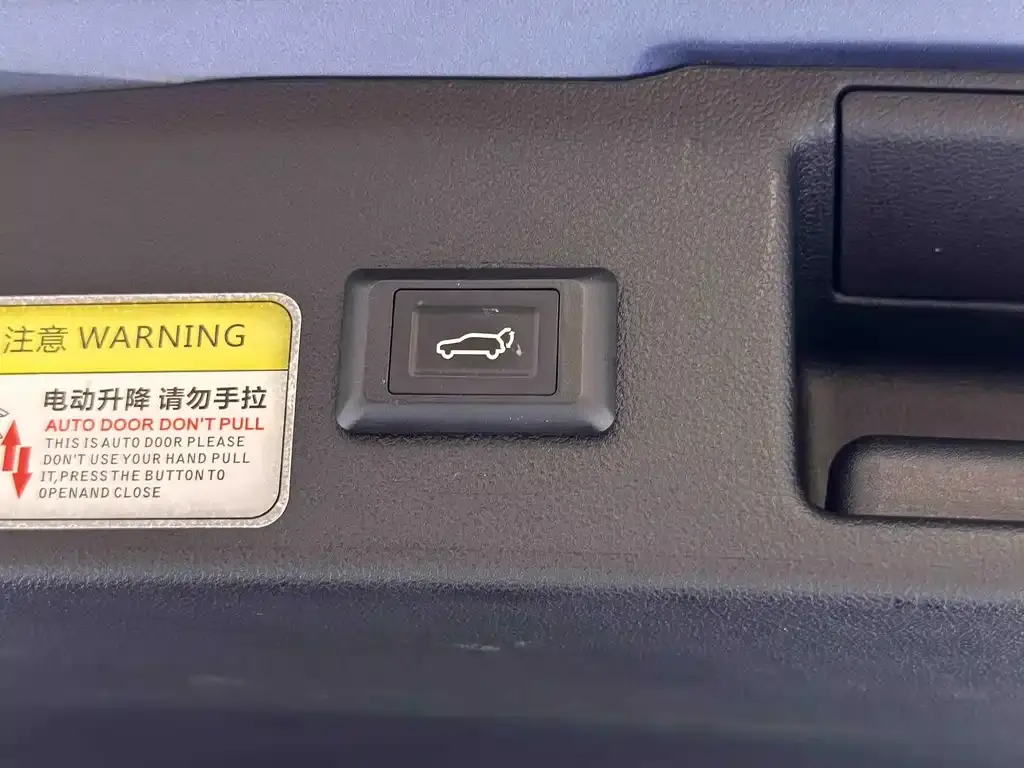 注意 WARNING
电动升降 请勿手拉
AUTO DOOR DON'T PULL
THIS IS AUTO DOOR PLEASE
DON'T USE YOUR HAND PULL
IT,PRESS THE BUTTON TO
OPENAND CLOSE